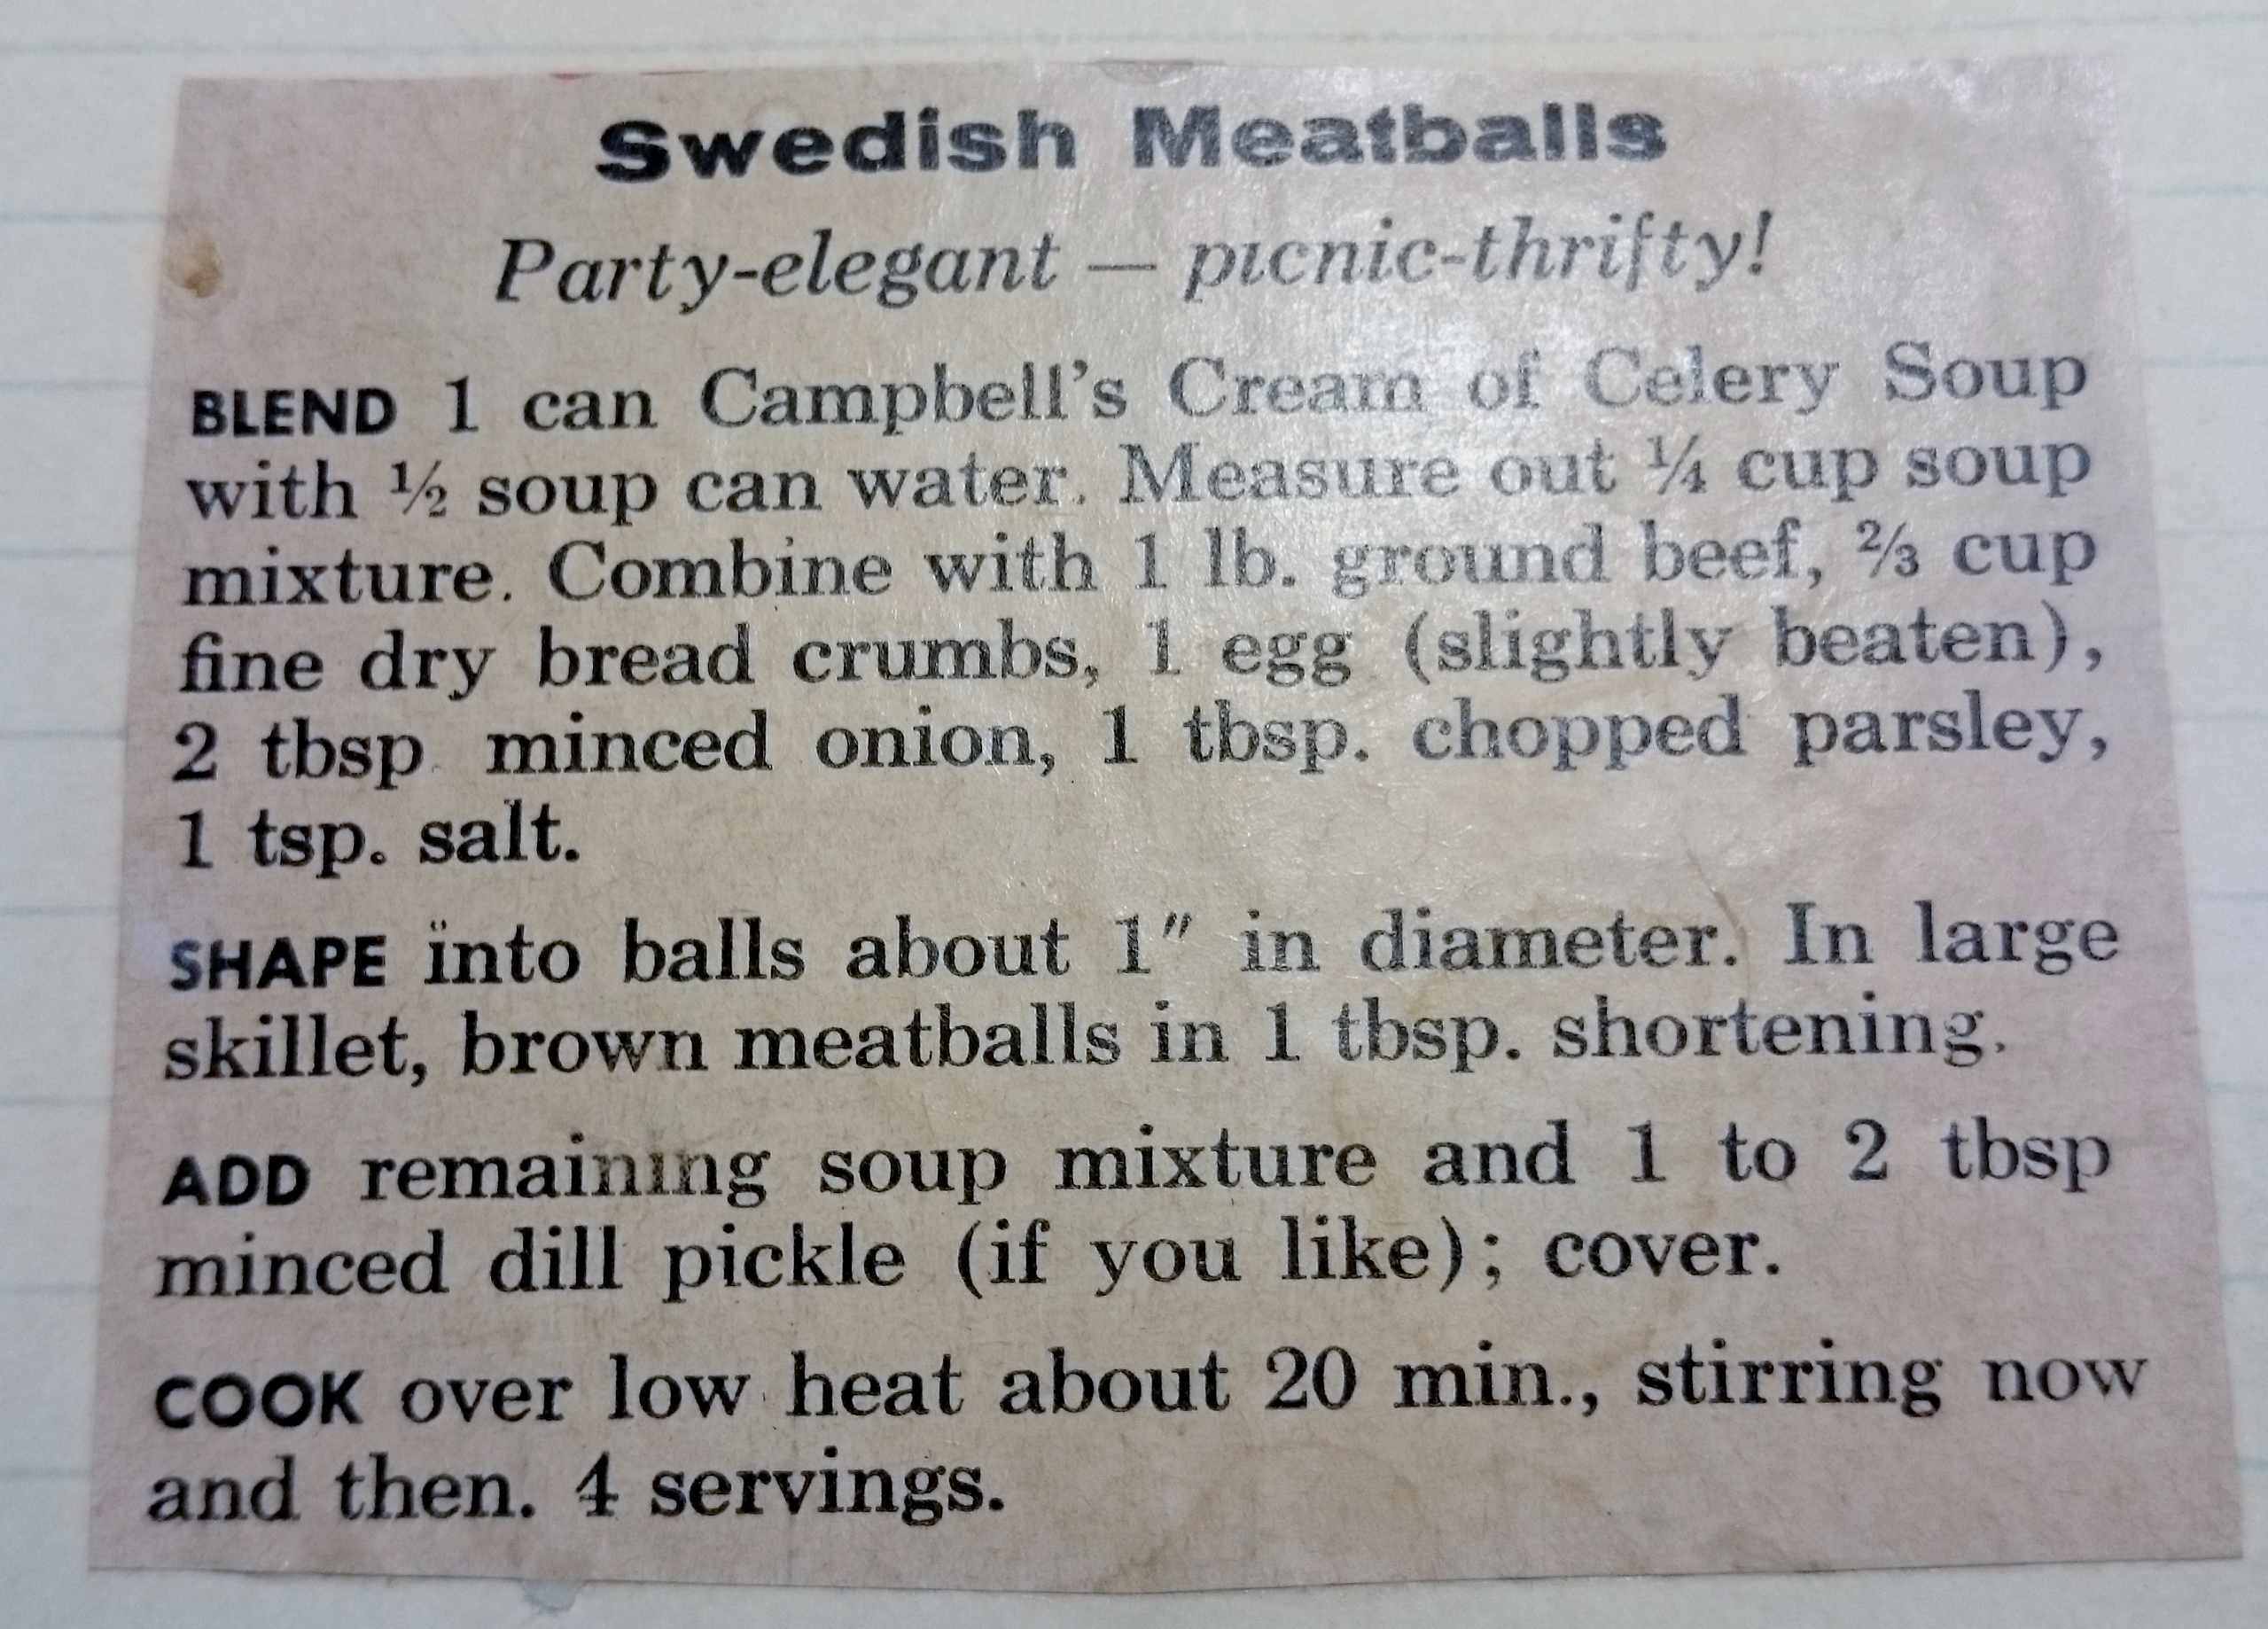 Swedish Meatballs
Party-elegant — picnic-thrifty!
BLEND 1 can Campbell's Cream of Celery Soup
with ½ soup can water. Measure out ¼ cup soup
mixture. Combine with 1 lb. ground beef, ⅔ cup
fine dry bread crumbs, 1 egg (slightly beaten),
2 tbsp. minced onion, 1 tbsp. chopped parsley,
1 tsp. salt.
SHAPE into balls about 1″ in diameter. In large
skillet, brown meatballs in 1 tbsp. shortening.
ADD remaining soup mixture and 1 to 2 tbsp
minced dill pickle (if you like); cover.
COOK over low heat about 20 min., stirring now
and then. 4 servings.